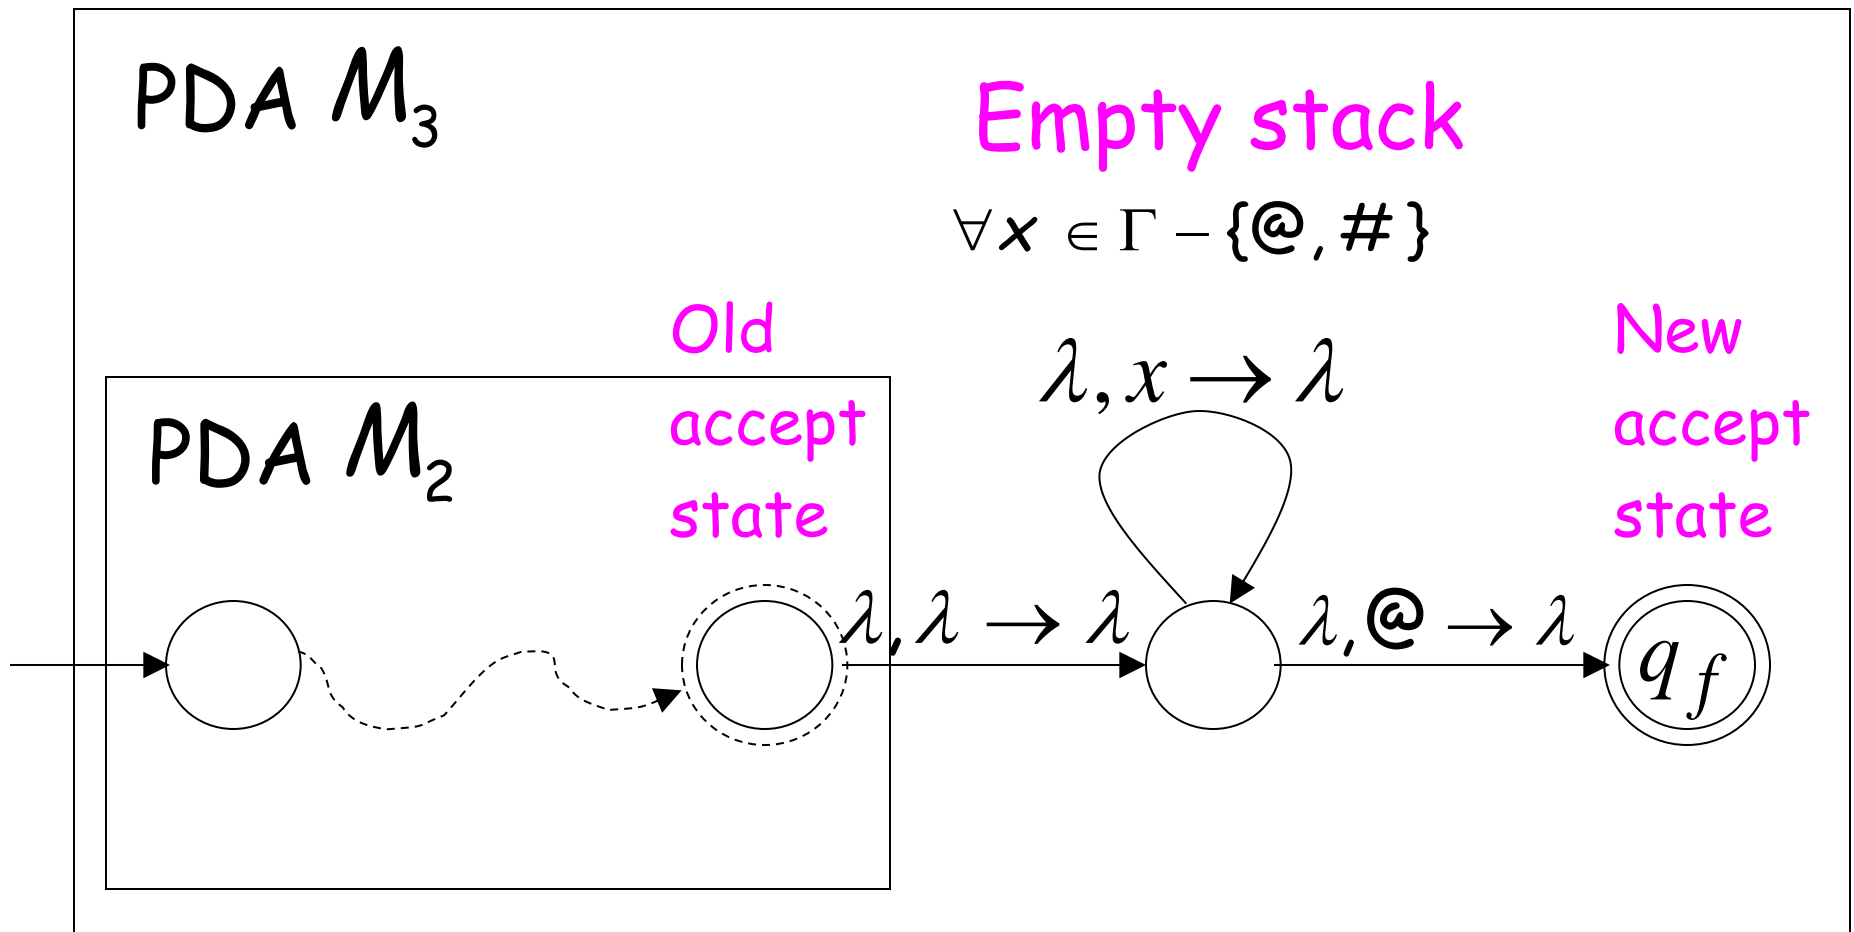 PDA M₃
Empty stack
∀x ∈ Γ − {@, #}
Old
accept
state
New
accept
state
λ, x → λ
PDA M₂
λ, λ → λ
λ, @ → λ
q_f